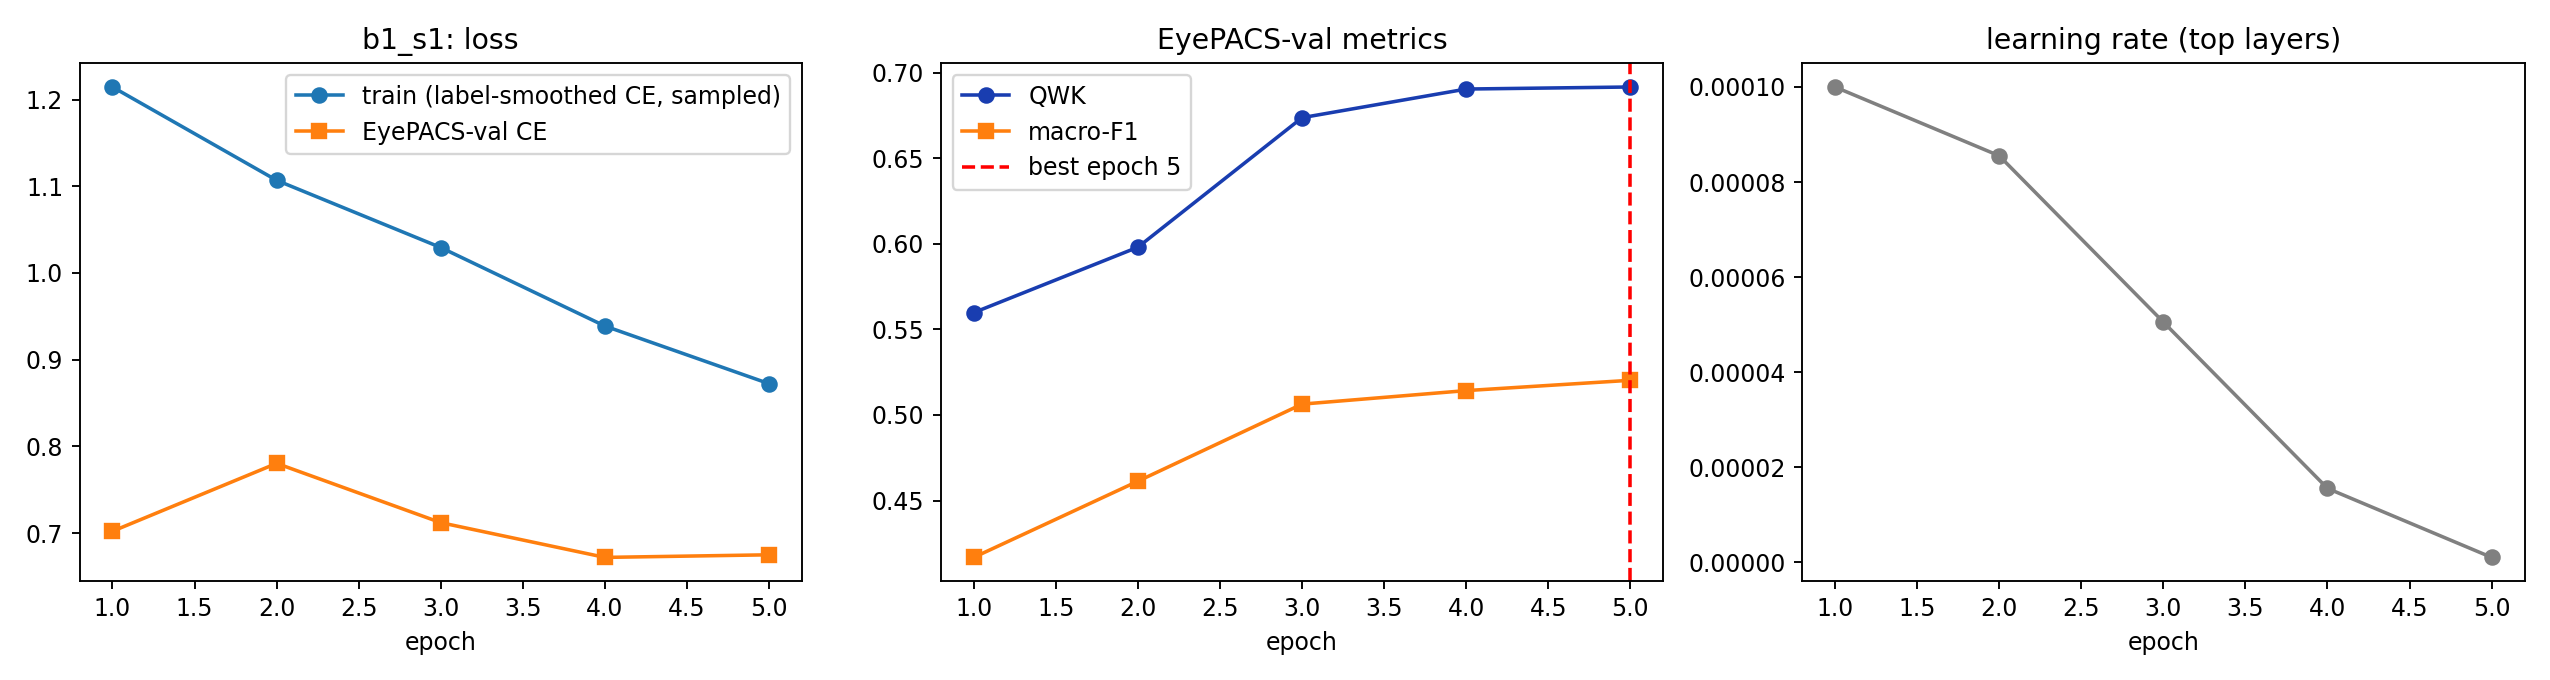 b1_s1: loss
train (label-smoothed CE, sampled)
EyePACS-val CE
1.2
1.1
1.0
0.9
0.8
0.7
1.0 1.5 2.0 2.5 3.0 3.5 4.0 4.5 5.0
epoch
EyePACS-val metrics
QWK
macro-F1
best epoch 5
0.70
0.65
0.60
0.55
0.50
0.45
1.0 1.5 2.0 2.5 3.0 3.5 4.0 4.5 5.0
epoch
learning rate (top layers)
0.00010
0.00008
0.00006
0.00004
0.00002
0.00000
1.0 1.5 2.0 2.5 3.0 3.5 4.0 4.5 5.0
epoch